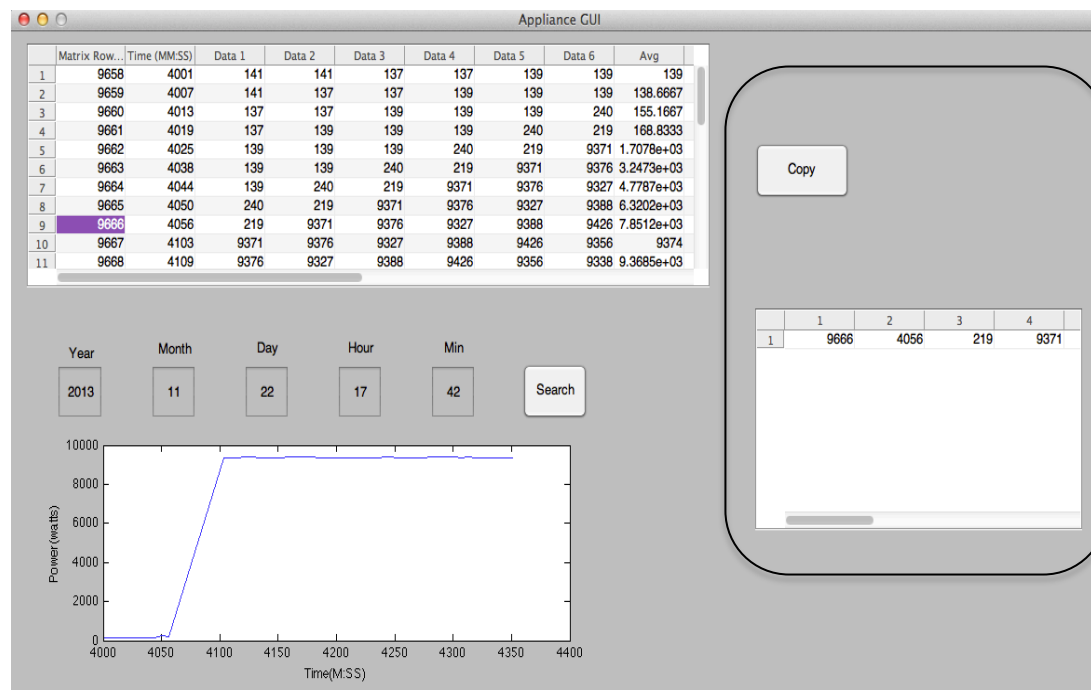 Appliance GUI
Matrix Row... Time (MM:SS) Data 1 Data 2 Data 3 Data 4 Data 5 Data 6 Avg
1 9658 4001 141 141 137 137 139 139 139
2 9659 4007 141 137 137 139 139 139 138.6667
3 9660 4013 137 137 139 139 139 240 155.1667
4 9661 4019 137 139 139 139 240 219 168.8333
5 9662 4025 139 139 139 240 219 9371 1.7078e+03
6 9663 4038 139 139 240 219 9371 9376 3.2473e+03
7 9664 4044 139 240 219 9371 9376 9327 4.7787e+03
8 9665 4050 240 219 9371 9376 9327 9388 6.3202e+03
9 9666 4056 219 9371 9376 9327 9388 9426 7.8512e+03
10 9667 4103 9371 9376 9327 9388 9426 9356 9374
11 9668 4109 9376 9327 9388 9426 9356 9338 9.3685e+03
Copy
1 2 3 4
1 9666 4056 219 9371
Year Month Day Hour Min
2013 11 22 17 42 Search
10000
8000
6000
4000
2000
0
Power(watts)
4000 4050 4100 4150 4200 4250 4300 4350 4400
Time(M:SS)